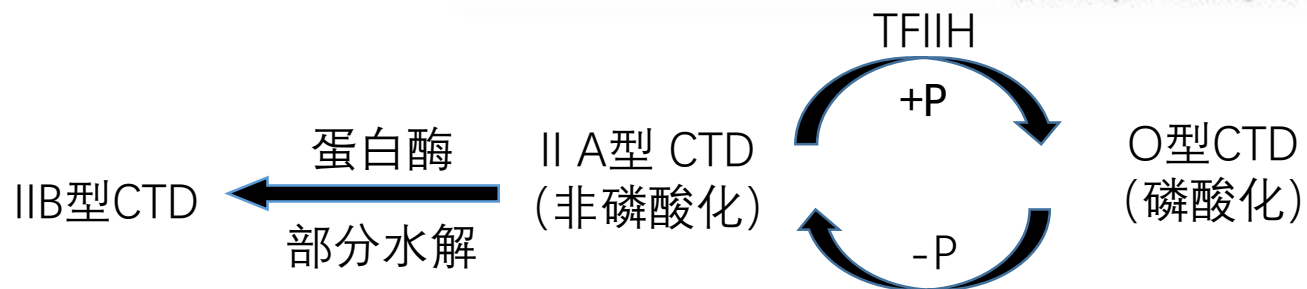 TFIIH
+P
蛋白酶
II A型 CTD
O型CTD
IIB型CTD
(非磷酸化)
(磷酸化)
部分水解
-P